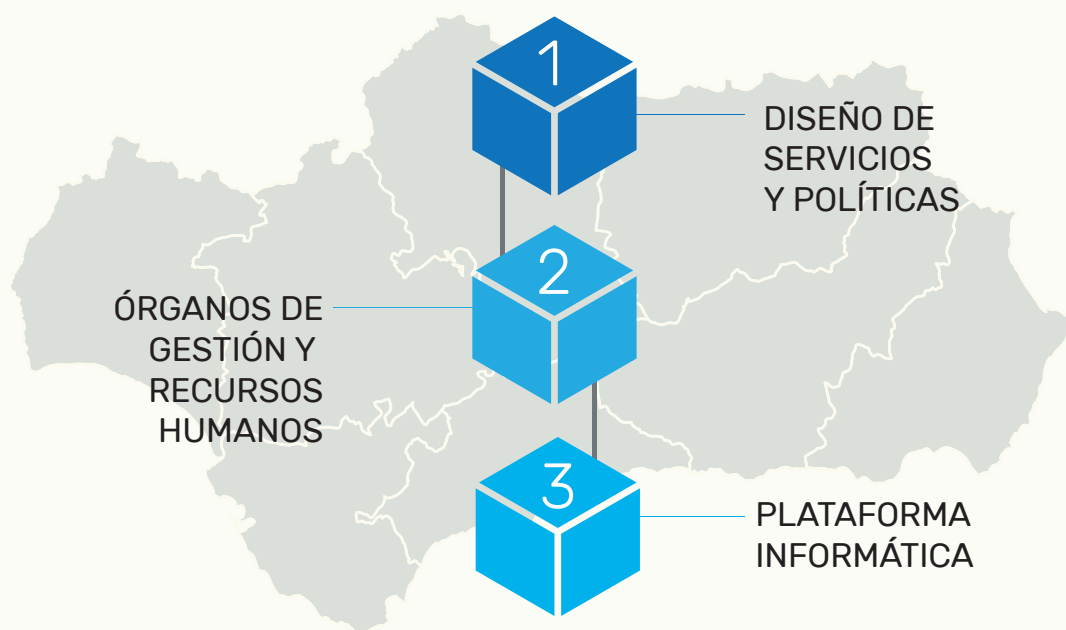 1
DISEÑO DE
SERVICIOS
Y POLÍTICAS
2
ÓRGANOS DE
GESTIÓN Y
RECURSOS
HUMANOS
3
PLATAFORMA
INFORMÁTICA